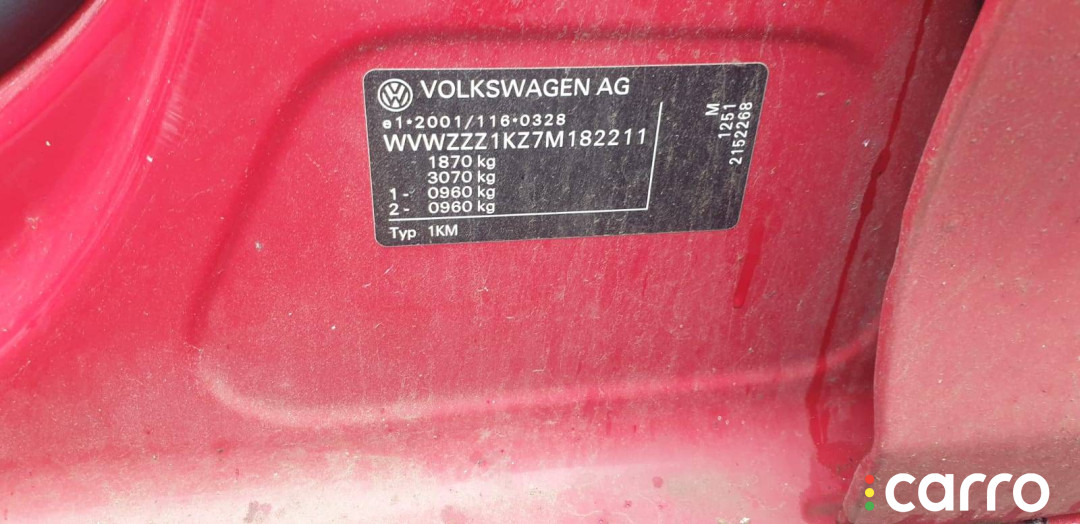 VOLKSWAGEN AG
e1*2001/116*0328
WVWZZZ1KZ7M182211
- 1870 kg
3070 kg
1- 0960 kg
2- 0960 kg
Typ 1KM
M
1251
2152268
carro